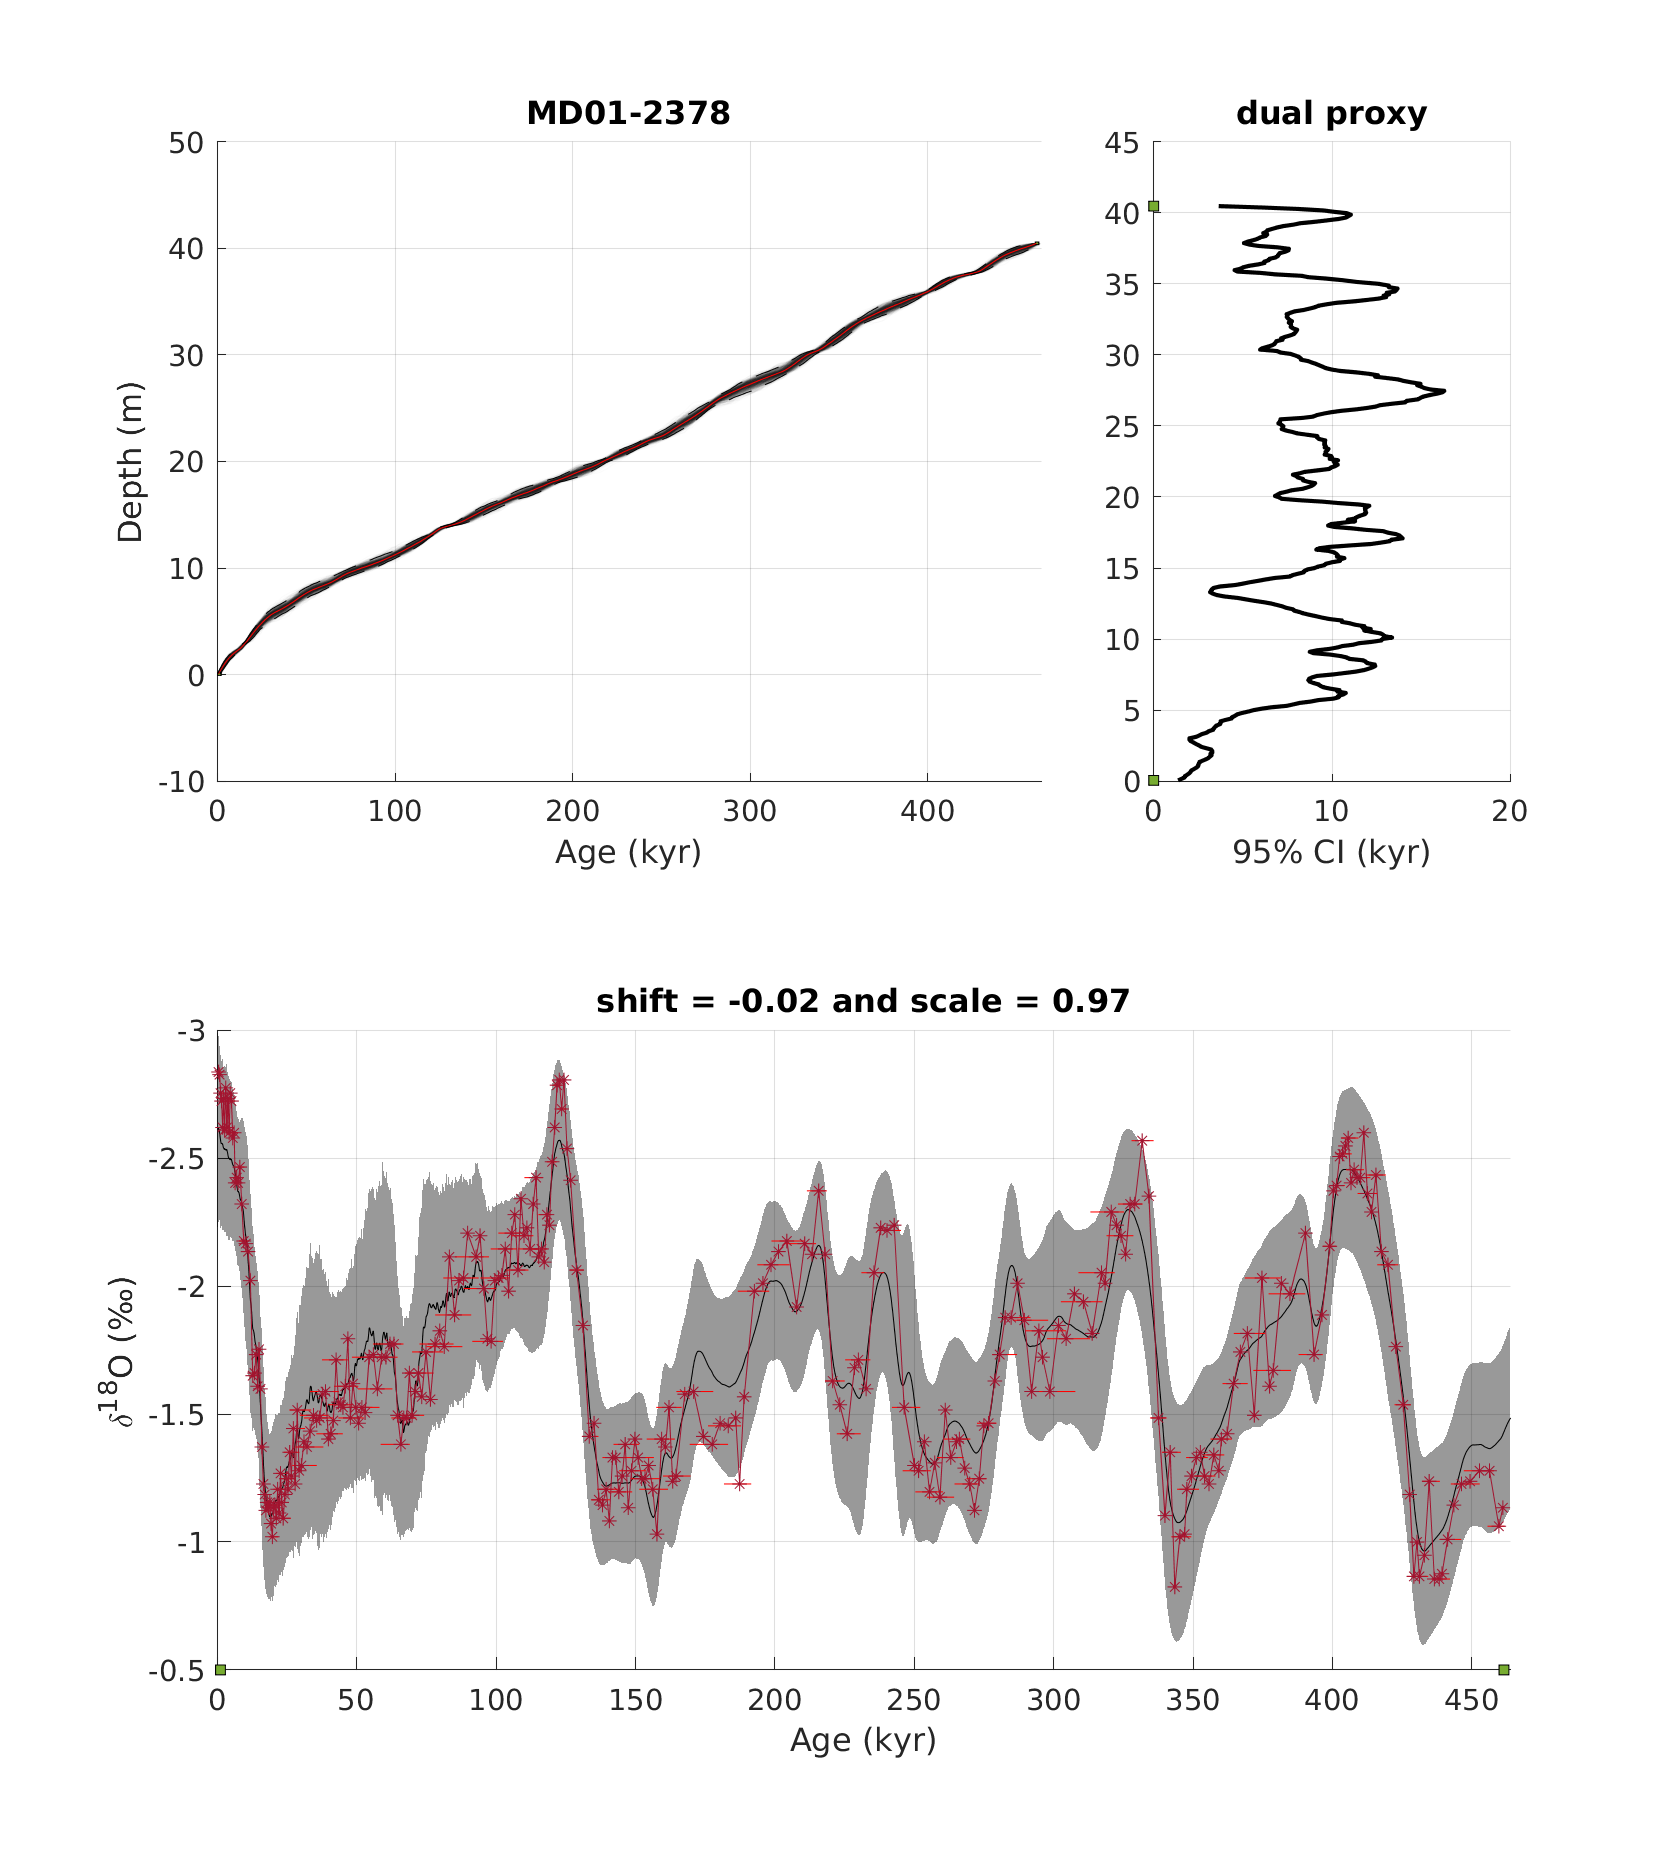 MD01-2378
50
40
30
20
10
0
-10
0 100 200 300 400
Depth (m)
Age (kyr)
dual proxy
45
40
35
30
25
20
15
10
5
0
0 10 20
95% CI (kyr)
shift = -0.02 and scale = 0.97
-3
-2.5
-2
-1.5
-1
-0.5
0 50 100 150 200 250 300 350 400 450
δ18O (‰)
Age (kyr)